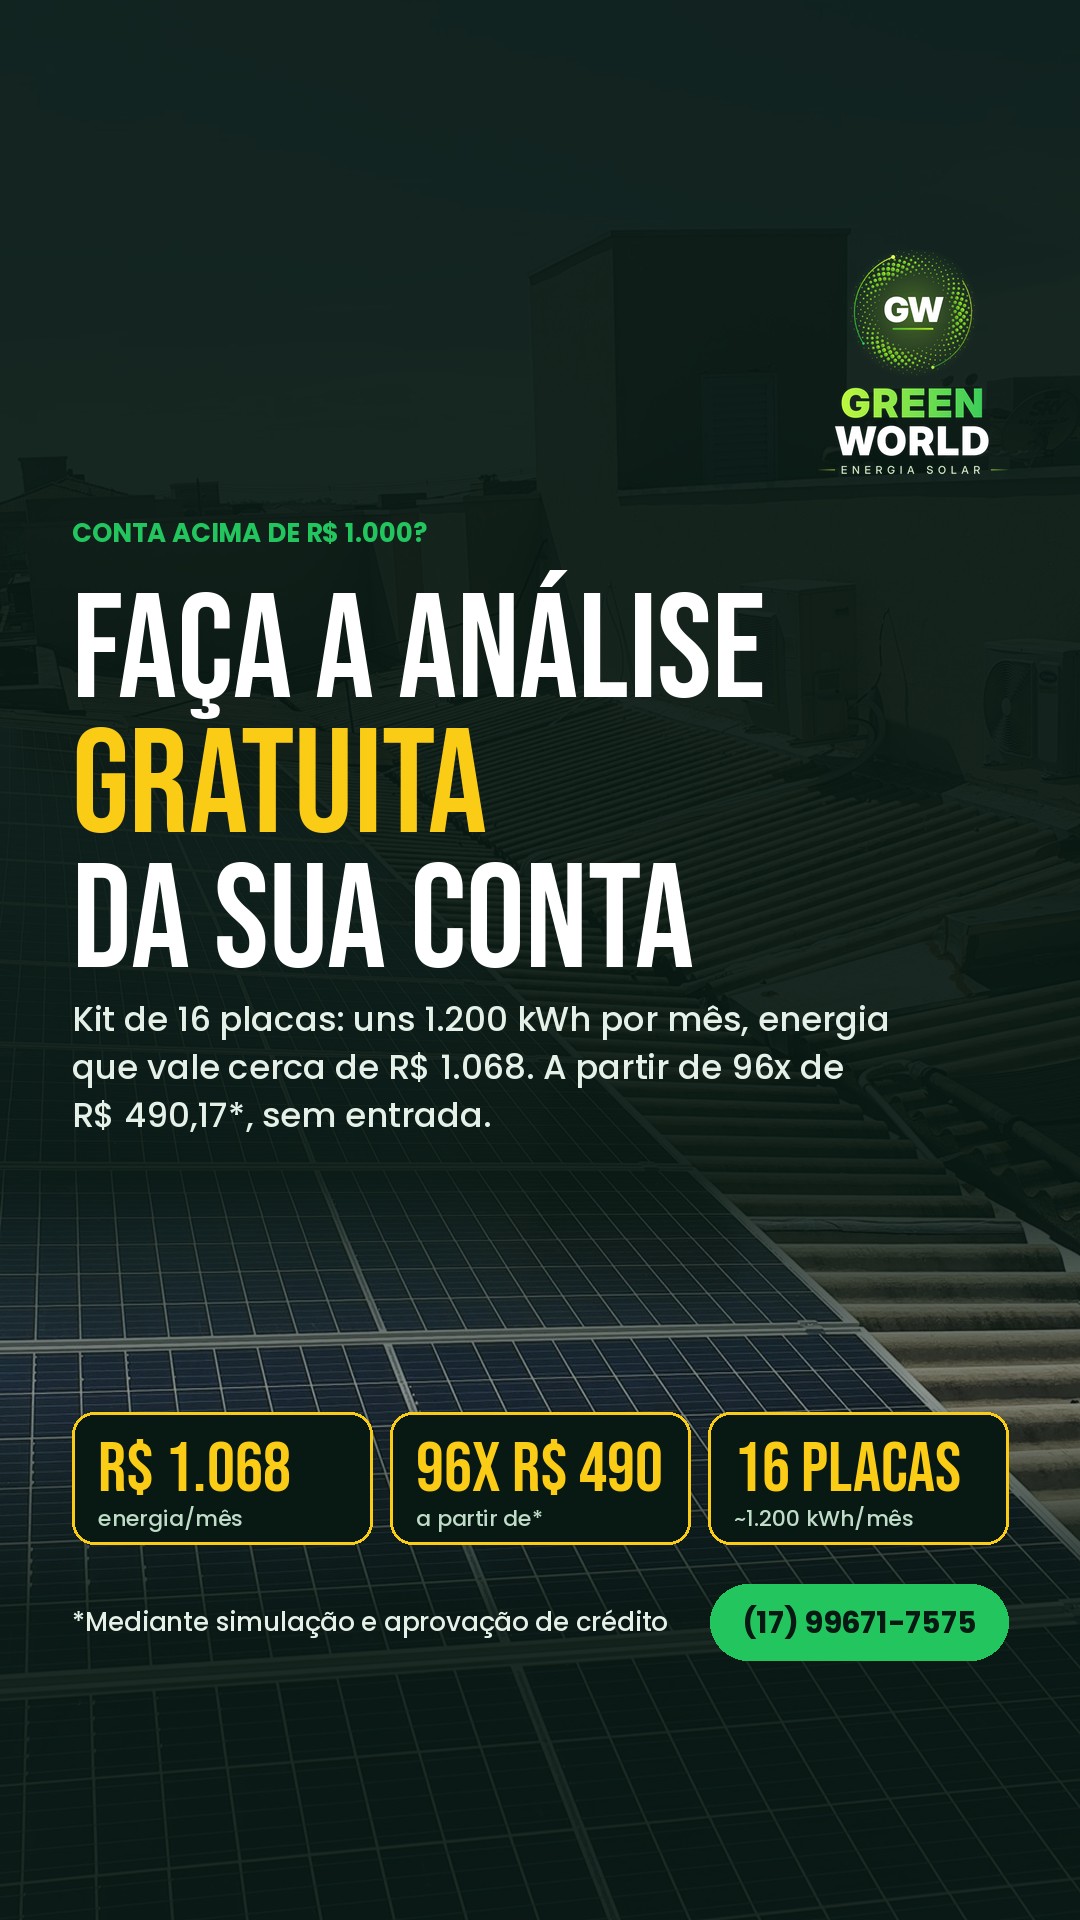 GW
GREEN
WORLD
ENERGIA SOLAR
CONTA ACIMA DE R$ 1.000?
FAÇA A ANÁLISE
GRATUITA
DA SUA CONTA
Kit de 16 placas: uns 1.200 kWh por mês, energia
que vale cerca de R$ 1.068. A partir de 96x de
R$ 490,17*, sem entrada.
R$ 1.068
energia/mês
96X R$ 490
a partir de*
16 PLACAS
~1.200 kWh/mês
*Mediante simulação e aprovação de crédito
(17) 99671-7575